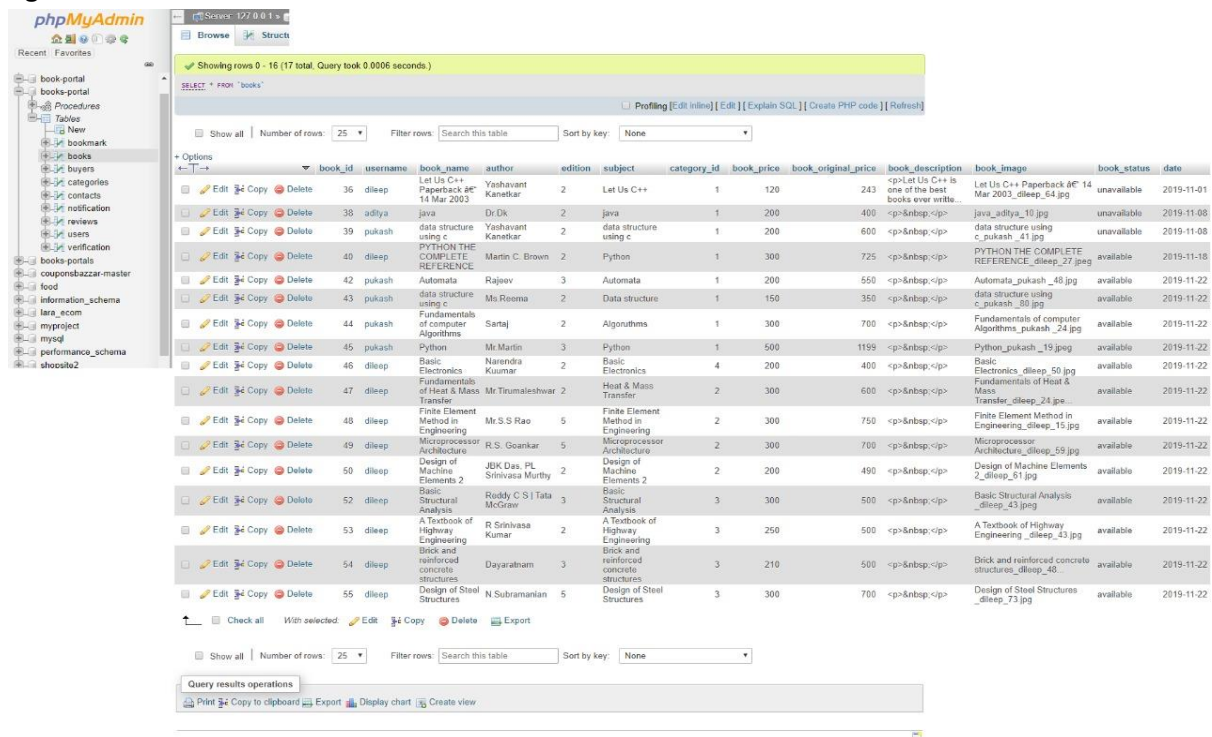 phpMyAdmin
Recent Favorites
book-portal
books-portal
Procedures
Tables
New
bookmark
books
buyers
categories
contacts
notification
reviews
users
verification
books-portals
couponsbazzar-master
food
information_schema
lara_ecom
myproject
mysql
performance_schema
shopsite2
Server: 127.0.0.1 »
Browse Structu
Showing rows 0 - 16 (17 total, Query took 0.0006 seconds.)
SELECT * FROM `books`
Profiling [Edit inline] [ Edit ] [ Explain SQL ] [ Create PHP code ] [ Refresh]
Show all | Number of rows: 25 Filter rows: Search this table Sort by key: None
+ Options
←T→ book_id username book_name author edition subject category_id book_price book_original_price book_description book_image book_status date
Edit Copy Delete 36 dileep Let Us C++ Paperback â€“ 14 Mar 2003 Yashavant Kanetkar 2 Let Us C++ 1 120 243 <p>Let Us C++ is one of the best books ever writte... Let Us C++ Paperback â€“ 14 Mar 2003_dileep_64.jpg unavailable 2019-11-01
Edit Copy Delete 38 aditya java Dr.Dk 2 java 1 200 400 <p>&nbsp;</p> java_aditya_10.jpg unavailable 2019-11-08
Edit Copy Delete 39 pukash data structure using c Yashavant Kanetkar 2 data structure using c 1 200 600 <p>&nbsp;</p> data structure using c_pukash _41.jpg unavailable 2019-11-08
Edit Copy Delete 40 dileep PYTHON THE COMPLETE REFERENCE Martin C. Brown 2 Python 1 300 725 <p>&nbsp;</p> PYTHON THE COMPLETE REFERENCE_dileep_27.jpeg available 2019-11-18
Edit Copy Delete 42 pukash Automata Rajeev 3 Automata 1 200 550 <p>&nbsp;</p> Automata_pukash _48.jpg available 2019-11-22
Edit Copy Delete 43 pukash data structure using c Ms.Reema 2 Data structure 1 150 350 <p>&nbsp;</p> data structure using c_pukash _80.jpg available 2019-11-22
Edit Copy Delete 44 pukash Fundamentals of computer Algorithms Sartaj 2 Algoruthms 1 300 700 <p>&nbsp;</p> Fundamentals of computer Algorithms_pukash _24.jpg available 2019-11-22
Edit Copy Delete 45 pukash Python Mr.Martin 3 Python 1 500 1199 <p>&nbsp;</p> Python_pukash _19.jpeg available 2019-11-22
Edit Copy Delete 46 dileep Basic Electronics Narendra Kuumar 2 Basic Electronics 4 200 400 <p>&nbsp;</p> Basic Electronics_dileep_50.jpg available 2019-11-22
Edit Copy Delete 47 dileep Fundamentals of Heat & Mass Transfer Mr.Tirumaleshwar 2 Heat & Mass Transfer 2 300 600 <p>&nbsp;</p> Fundamentals of Heat & Mass Transfer_dileep_24.jpe... available 2019-11-22
Edit Copy Delete 48 dileep Finite Element Method in Engineering Mr.S.S Rao 5 Finite Element Method in Engineering 2 300 750 <p>&nbsp;</p> Finite Element Method in Engineering_dileep_15.jpg available 2019-11-22
Edit Copy Delete 49 dileep Microprocessor Architecture R.S. Goankar 5 Microprocessor Architecture 2 300 700 <p>&nbsp;</p> Microprocessor Architecture_dileep_59.jpg available 2019-11-22
Edit Copy Delete 50 dileep Design of Machine Elements 2 JBK Das, PL Srinivasa Murthy 2 Design of Machine Elements 2 200 490 <p>&nbsp;</p> Design of Machine Elements 2_dileep_61.jpg available 2019-11-22
Edit Copy Delete 52 dileep Basic Structural Analysis Reddy C S | Tata McGraw 3 Basic Structural Analysis 3 300 500 <p>&nbsp;</p> Basic Structural Analysis _dileep_43.jpeg available 2019-11-22
Edit Copy Delete 53 dileep A Textbook of Highway Engineering R Srinivasa Kumar 2 A Textbook of Highway Engineering 3 250 500 <p>&nbsp;</p> A Textbook of Highway Engineering _dileep_43.jpg available 2019-11-22
Edit Copy Delete 54 dileep Brick and reinforced concrete structures Dayaratnam 3 Brick and reinforced concrete structures 3 210 500 <p>&nbsp;</p> Brick and reinforced concrete structures_dileep_48... available 2019-11-22
Edit Copy Delete 55 dileep Design of Steel Structures N.Subramanian 5 Design of Steel Structures 3 300 700 <p>&nbsp;</p> Design of Steel Structures _dileep_73.jpg available 2019-11-22
Check all With selected: Edit Copy Delete Export
Show all | Number of rows: 25 Filter rows: Search this table Sort by key: None
Query results operations
Print Copy to clipboard Export Display chart Create view